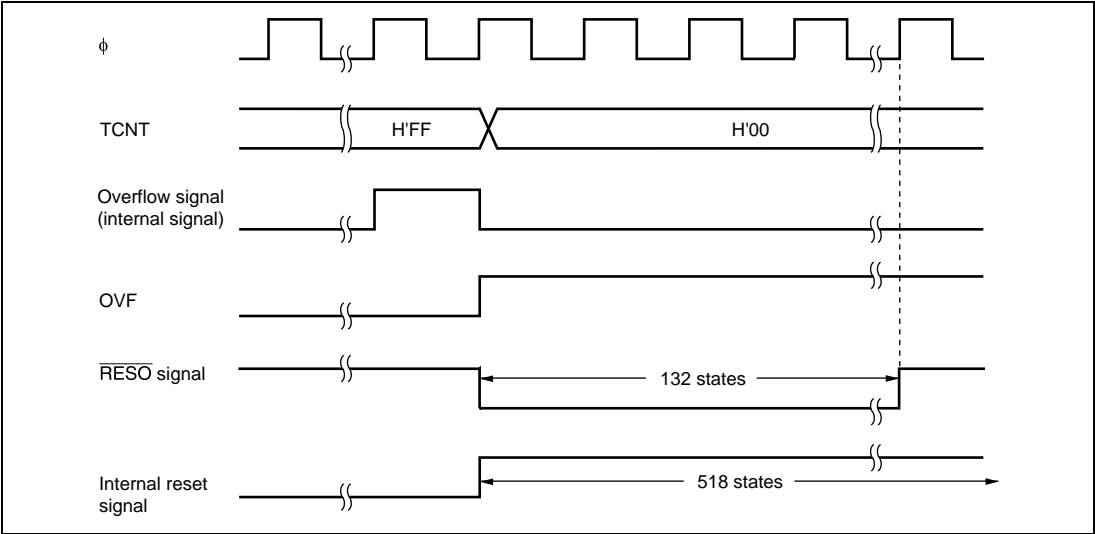 ϕ
TCNT
H'FF
H'00
Overflow signal
(internal signal)
OVF
RESO signal
132 states
Internal reset
signal
518 states